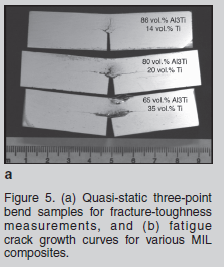 86 vol.% Al3Ti
14 vol.% Ti
80 vol.% Al3Ti
20 vol.% Ti
65 vol.% Al3Ti
35 vol.% Ti
a
Figure 5. (a) Quasi-static three-point
bend samples for fracture-toughness
measurements, and (b) fatigue
crack growth curves for various MIL
composites.